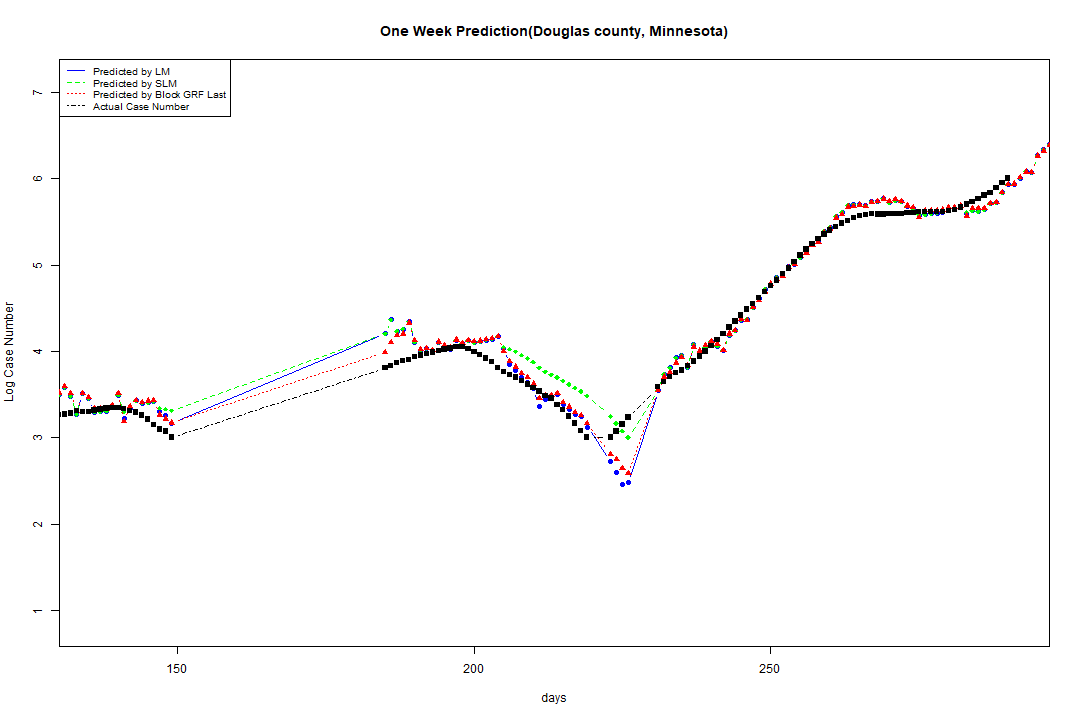 One Week Prediction(Douglas county, Minnesota)
Predicted by LM
Predicted by SLM
Predicted by Block GRF Last
Actual Case Number
7
6
5
4
3
2
1
Log Case Number
150
200
250
days